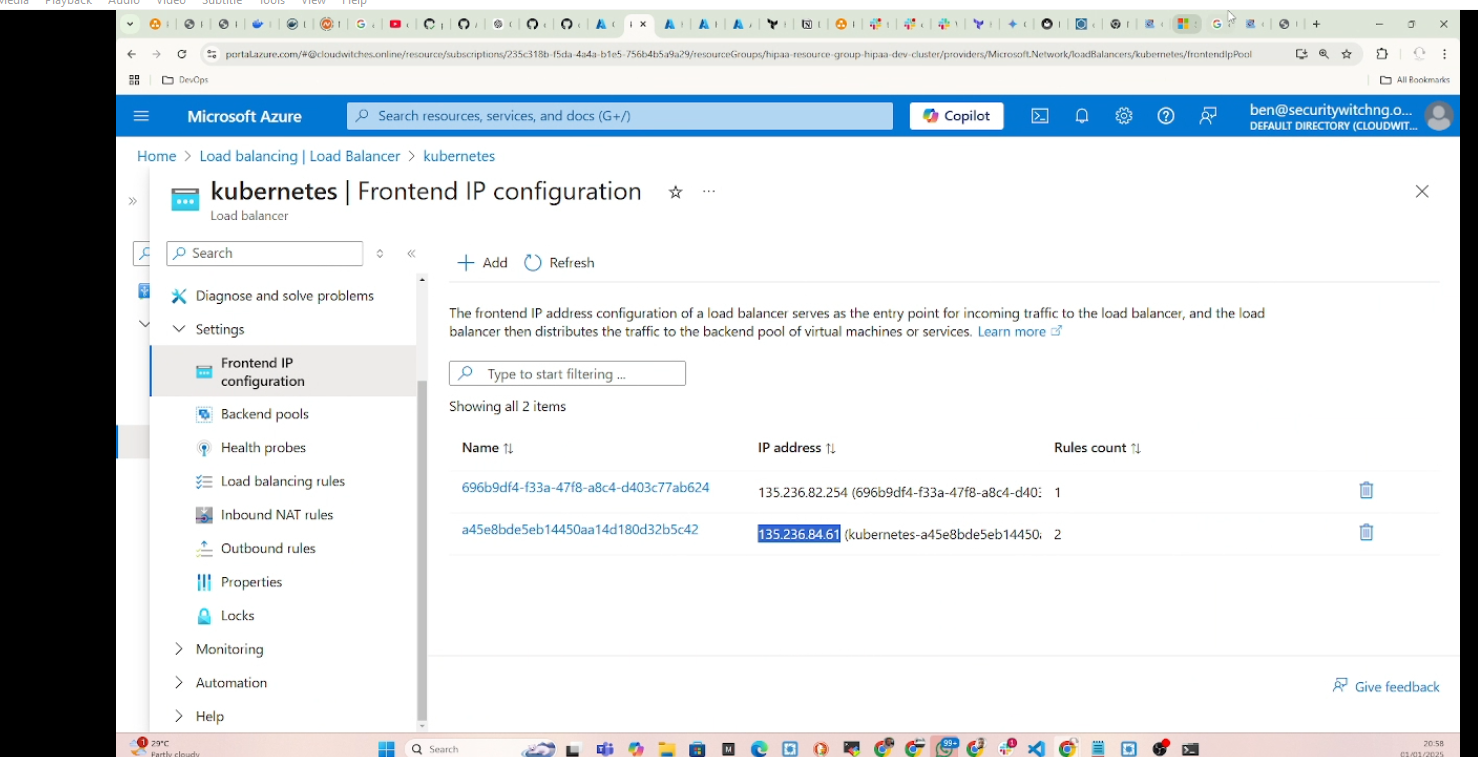 Media Playback Audio Video Subtitle Tools View Help
portal.azure.com/#@cloudwitches.online/resource/subscriptions/235c318b-f5da-4a4a-b1e5-756b4b5a9a29/resourceGroups/hipaa-resource-group-hipaa-dev-cluster/providers/Microsoft.Network/loadBalancers/kubernetes/frontendIpPool
DevOps
All Bookmarks
Microsoft Azure
Search resources, services, and docs (G+/)
Copilot
ben@securitywitchng.o...
DEFAULT DIRECTORY (CLOUDWIT...
Home > Load balancing | Load Balancer > kubernetes
kubernetes | Frontend IP configuration
Load balancer
Search
Add
Refresh
Diagnose and solve problems
Settings
Frontend IP
configuration
Backend pools
Health probes
Load balancing rules
Inbound NAT rules
Outbound rules
Properties
Locks
Monitoring
Automation
Help
The frontend IP address configuration of a load balancer serves as the entry point for incoming traffic to the load balancer, and the load
balancer then distributes the traffic to the backend pool of virtual machines or services. Learn more
Type to start filtering ...
Showing all 2 items
Name IP address Rules count
696b9df4-f33a-47f8-a8c4-d403c77ab624 135.236.82.254 (696b9df4-f33a-47f8-a8c4-d403 1
a45e8bde5eb14450aa14d180d32b5c42 135.236.84.61 (kubernetes-a45e8bde5eb14450a 2
Give feedback
29°C
Partly cloudy
Search
99+
20:58
01/01/2025